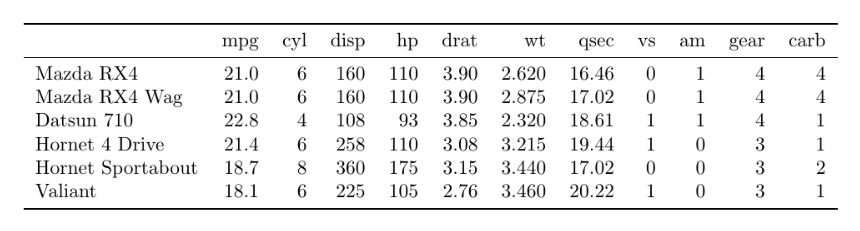 mpg cyl disp hp drat wt qsec vs am gear carb
Mazda RX4 21.0 6 160 110 3.90 2.620 16.46 0 1 4 4
Mazda RX4 Wag 21.0 6 160 110 3.90 2.875 17.02 0 1 4 4
Datsun 710 22.8 4 108 93 3.85 2.320 18.61 1 1 4 1
Hornet 4 Drive 21.4 6 258 110 3.08 3.215 19.44 1 0 3 1
Hornet Sportabout 18.7 8 360 175 3.15 3.440 17.02 0 0 3 2
Valiant 18.1 6 225 105 2.76 3.460 20.22 1 0 3 1